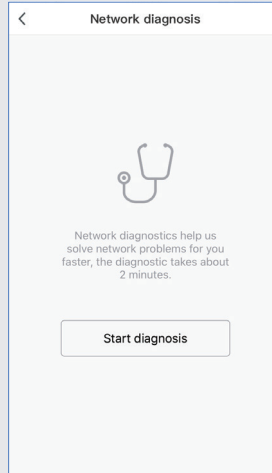 Network diagnosis
Network diagnostics help us
solve network problems for you
faster, the diagnostic takes about
2 minutes.
Start diagnosis